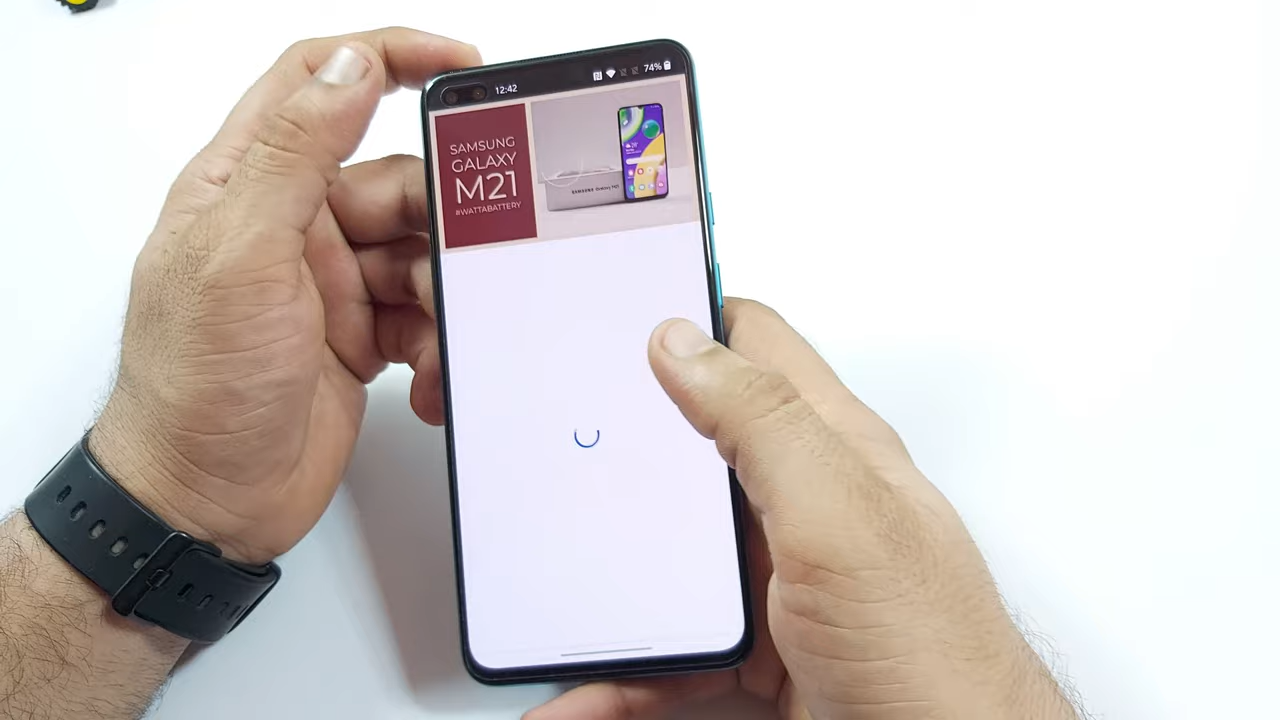 12:42
74%
SAMSUNG
GALAXY
M21
#WATTABATTERY
SAMSUNG Galaxy M21